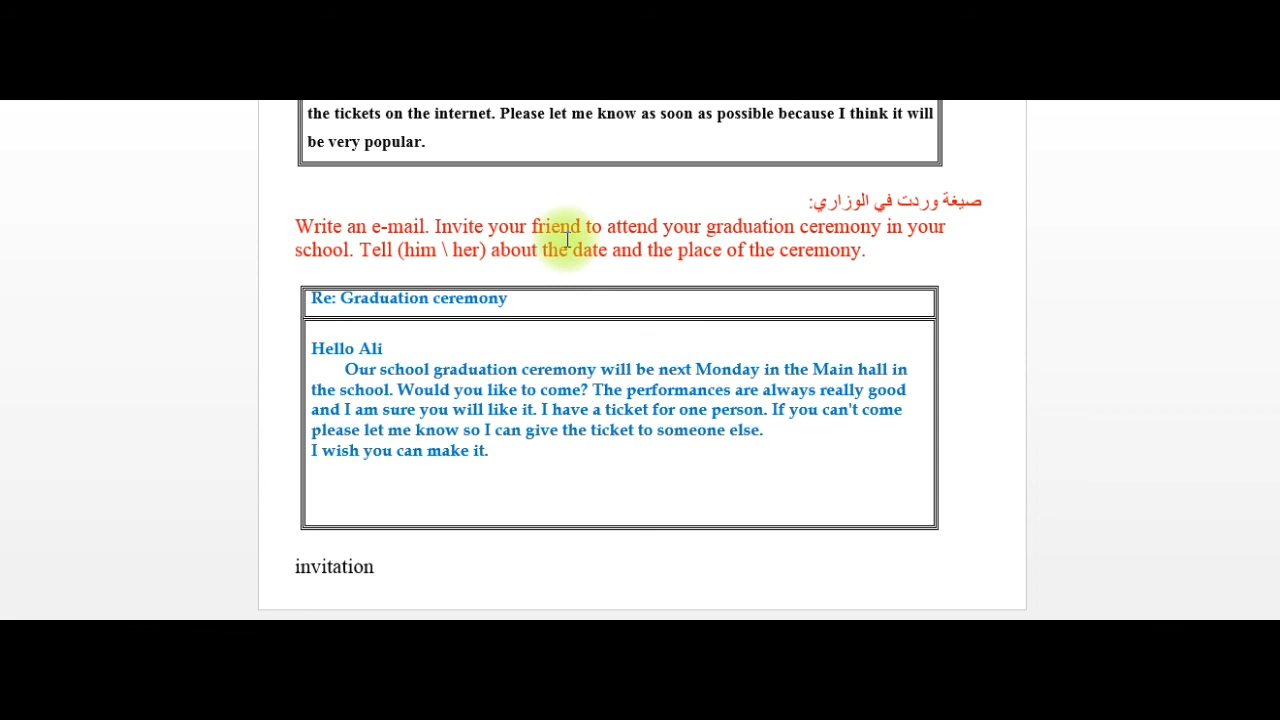 the tickets on the internet. Please let me know as soon as possible because I think it will
be very popular.
صيغة وردت في الوزاري:
Write an e-mail. Invite your friend to attend your graduation ceremony in your
school. Tell (him \ her) about the date and the place of the ceremony.
Re: Graduation ceremony
Hello Ali
Our school graduation ceremony will be next Monday in the Main hall in
the school. Would you like to come? The performances are always really good
and I am sure you will like it. I have a ticket for one person. If you can't come
please let me know so I can give the ticket to someone else.
I wish you can make it.
invitation